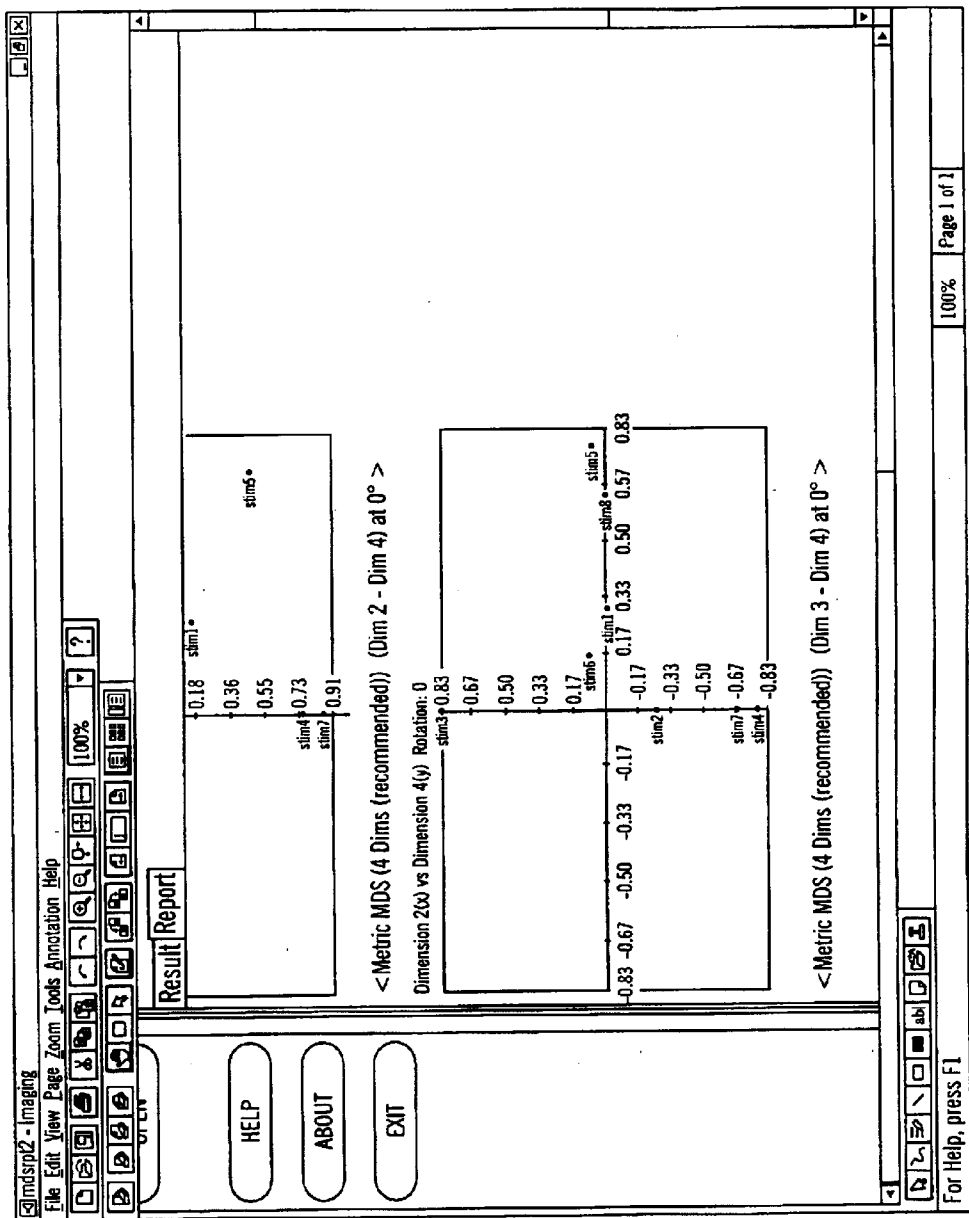 mdsrpt2 - Imaging
File Edit View Page Zoom Tools Annotation Help
100%
?
Result Report
HELP
ABOUT
EXIT
stim1
0.18
0.36
stim5
0.55
stim4 0.73
stim7 0.91
< Metric MDS (4 Dims (recommended)) (Dim 2 - Dim 4) at 0° >
Dimension 2(x) vs Dimension 4(y) Rotation: 0
stim3 0.83
0.67
0.50
0.33
0.17
stim6
stim5
stim1
stim8
-0.83 -0.67 -0.50 -0.33 -0.17 0.17 0.33 0.50 0.57 0.83
-0.17
stim2 -0.33
-0.50
stim7 -0.67
stim4 -0.83
< Metric MDS (4 Dims (recommended)) (Dim 3 - Dim 4) at 0° >
ab|
For Help, press F1
100% Page 1 of 1